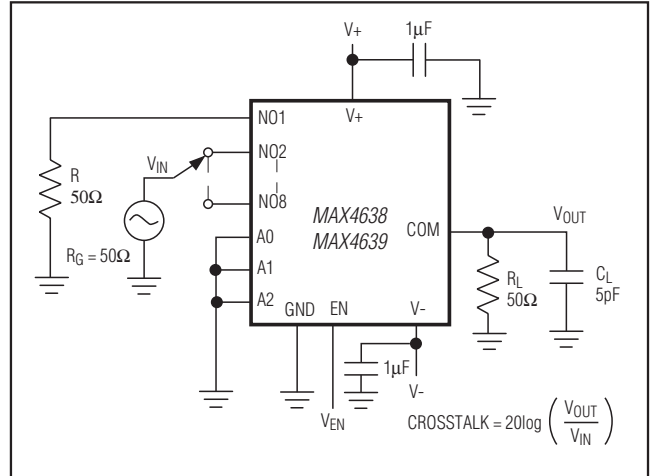 V+
1μF
V+
NO1
NO2
NO8
A0
A1
A2
GND
EN
V-
COM
MAX4638
MAX4639
R
50Ω
VIN
RG = 50Ω
VOUT
RL
50Ω
CL
5pF
1μF
V-
VEN
CROSSTALK = 20log (VOUT/VIN)